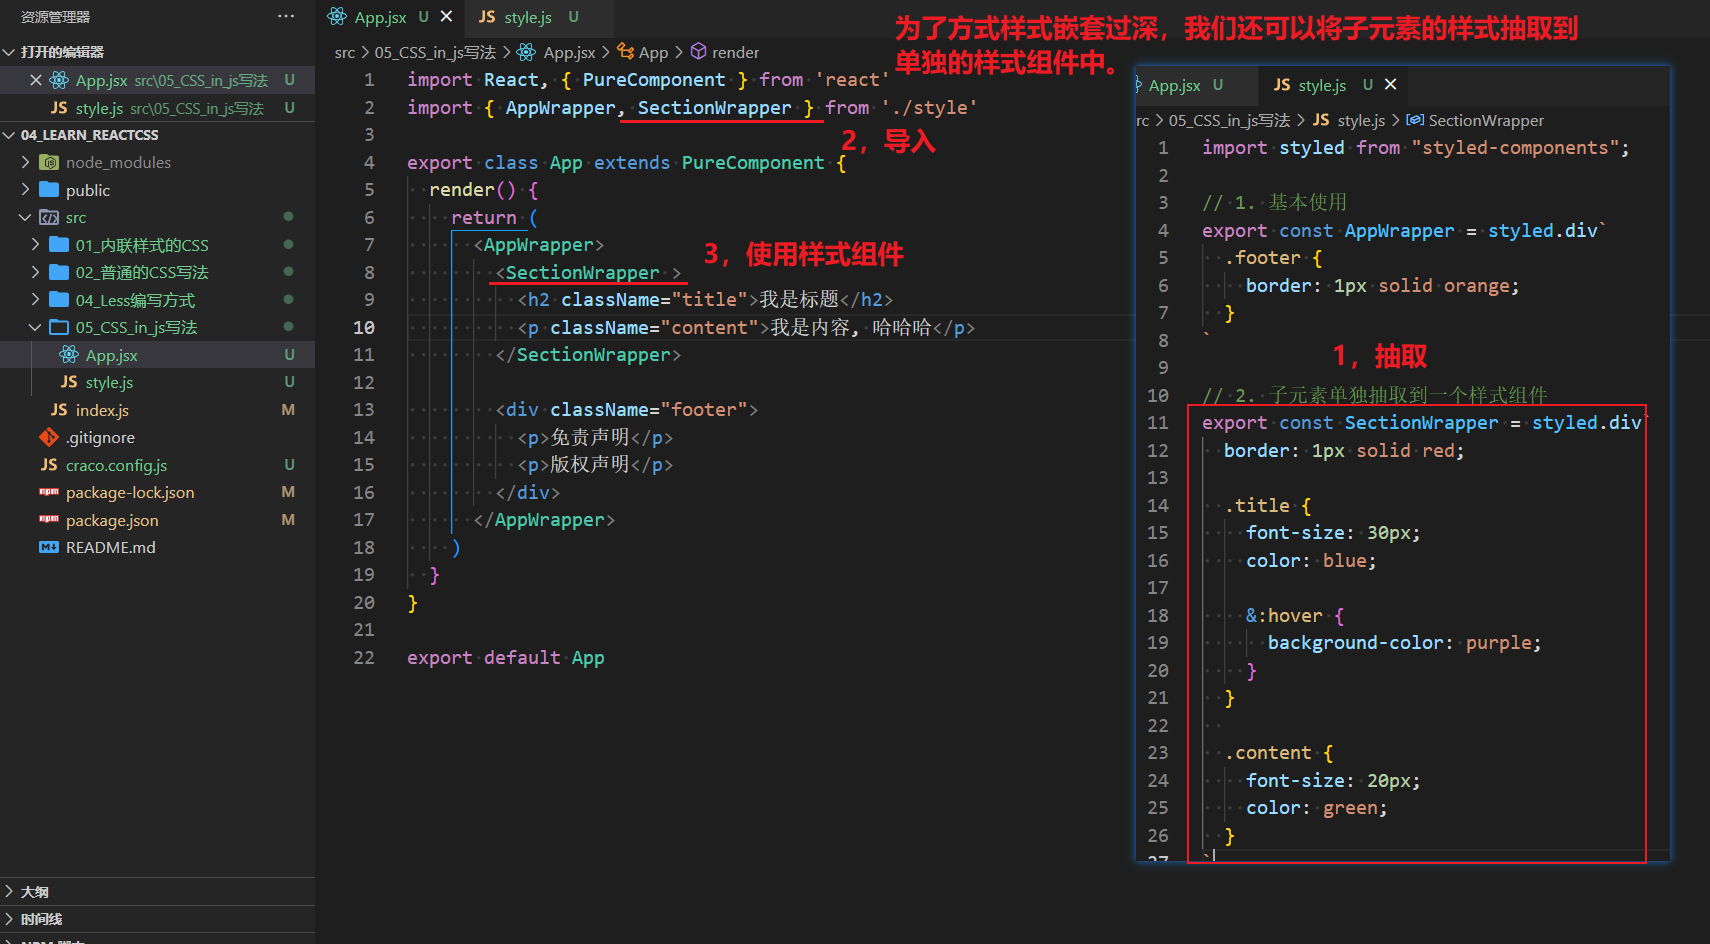 资源管理器
···
打开的编辑器
App.jsx src\05_CSS_in_js写法 U
JS style.js src\05_CSS_in_js写法 U
04_LEARN_REACTCSS
node_modules
public
src
01_内联样式的CSS
02_普通的CSS写法
04_Less编写方式
05_CSS_in_js写法
App.jsx U
JS style.js U
JS index.js M
.gitignore
JS craco.config.js U
npm package-lock.json M
npm package.json M
README.md
大纲
时间线
App.jsx U
JS style.js U
src > 05_CSS_in_js写法 > App.jsx > App > render
1 import React, { PureComponent } from 'react'
2 import { AppWrapper, SectionWrapper } from './style'
3
4 export class App extends PureComponent {
5 render() {
6 return (
7 <AppWrapper>
8 <SectionWrapper >
9 <h2 className="title">我是标题</h2>
10 <p className="content">我是内容, 哈哈哈</p>
11 </SectionWrapper>
12
13 <div className="footer">
14 <p>免责声明</p>
15 <p>版权声明</p>
16 </div>
17 </AppWrapper>
18 )
19 }
20 }
21
22 export default App
2，导入
3，使用样式组件
为了方式样式嵌套过深，我们还可以将子元素的样式抽取到
单独的样式组件中。
App.jsx U
JS style.js U
rc > 05_CSS_in_js写法 > JS style.js > SectionWrapper
1 import styled from "styled-components";
2
3 // 1. 基本使用
4 export const AppWrapper = styled.div`
5 .footer {
6 border: 1px solid orange;
7 }
8 `
9
1，抽取
10 // 2. 子元素单独抽取到一个样式组件
11 export const SectionWrapper = styled.div`
12 border: 1px solid red;
13
14 .title {
15 font-size: 30px;
16 color: blue;
17
18 &:hover {
19 background-color: purple;
20 }
21 }
22
23 .content {
24 font-size: 20px;
25 color: green;
26 }
27 `